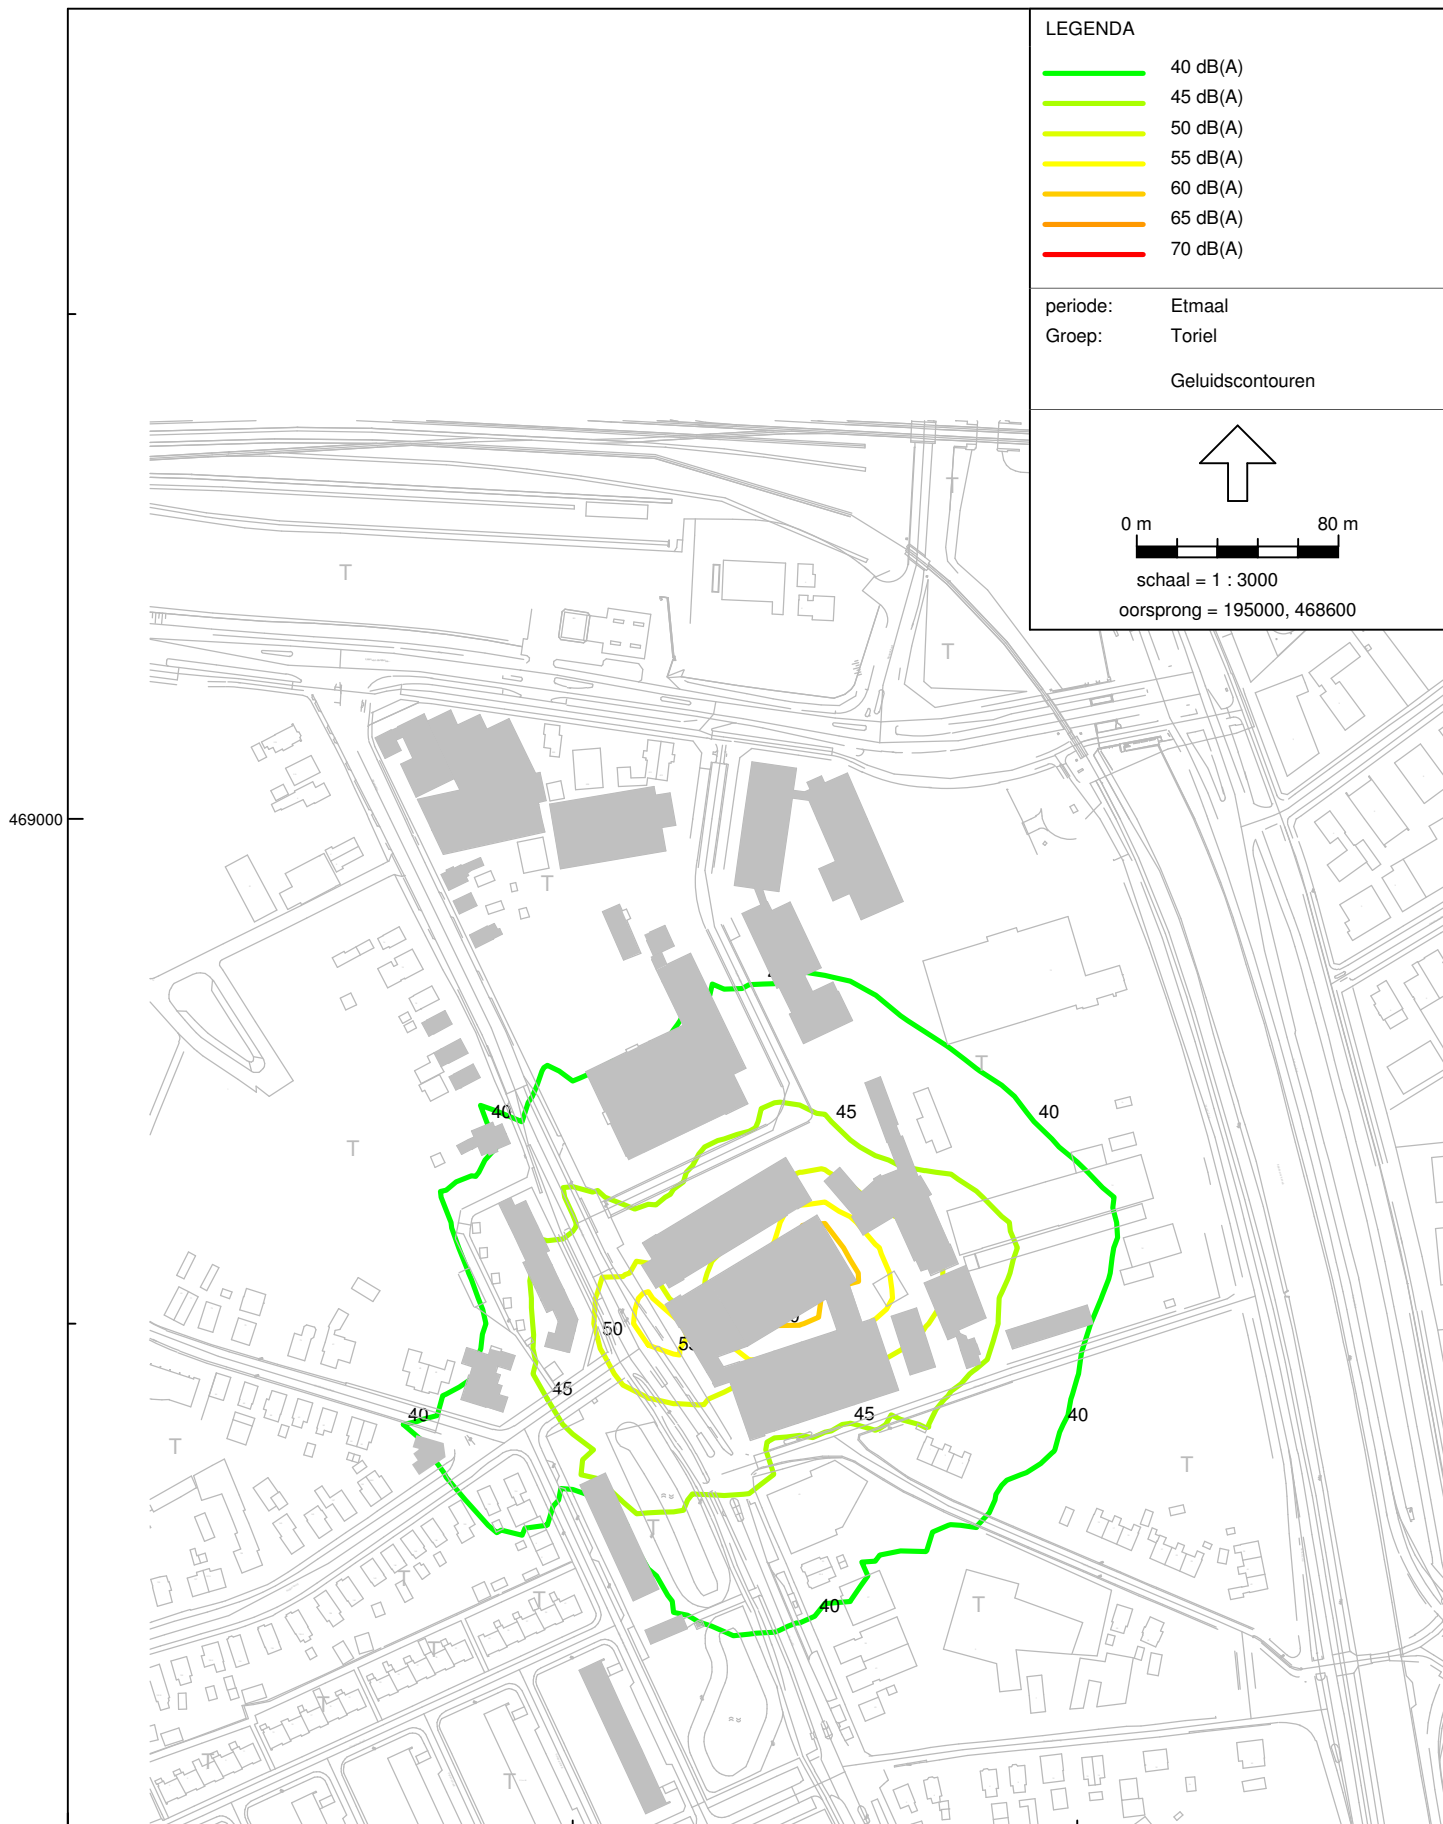 LEGENDA
40 dB(A)
45 dB(A)
50 dB(A)
55 dB(A)
60 dB(A)
65 dB(A)
70 dB(A)
periode: Etmaal
Groep: Toriel
Geluidscontouren
0 m 80 m
schaal = 1 : 3000
oorsprong = 195000, 468600
T
T
T
469000
T
T
40
45
40
T
50
45
40
45
40
T
T
T
T
T
40
T
T
T
T
T